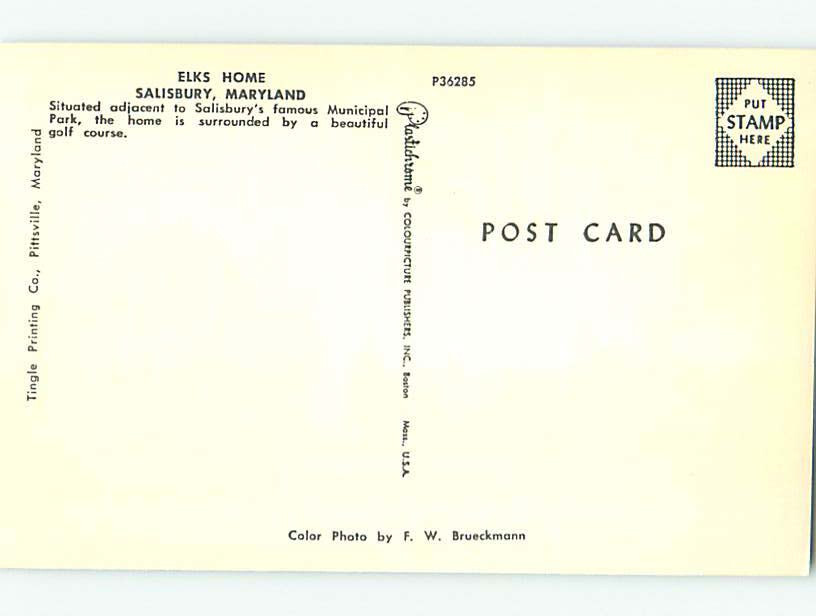 ELKS HOME
SALISBURY, MARYLAND
Situated adjacent to Salisbury's famous Municipal
Park, the home is surrounded by a beautiful
golf course.
Tingle Printing Co., Pittsville, Maryland
P36285
Plastichrome® by COLOURPICTURE PUBLISHERS, INC., Boston Mass., U.S.A.
PUT
STAMP
HERE
POST CARD
Color Photo by F. W. Brueckmann